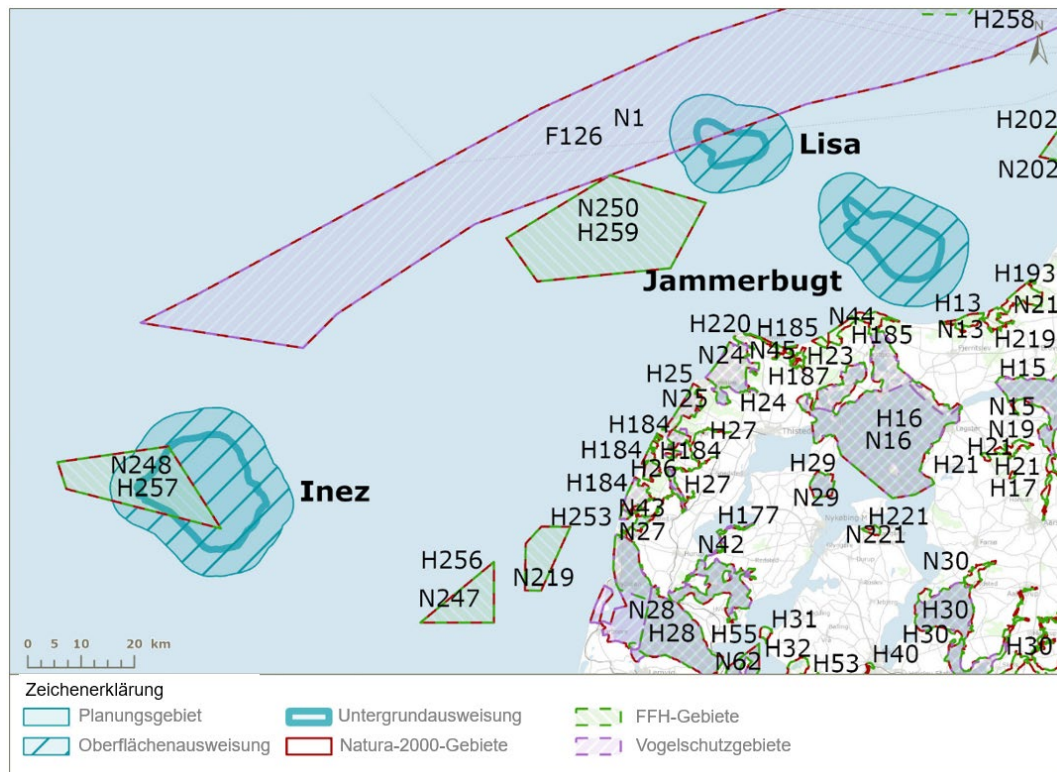 H258
N
N1
F126
H202
Lisa
N202
N250
H259
Jammerbugt
H193
N21
H13
N44
N13
H220
H185
H185
H219
N24
N45
H23
H15
H25
H187
N25
H24
N15
H16
N19
H184
H27
Thisted
N16
H21
H184
H184
H29
H21
H21
N248
H26
H17
H257
H184
H27
N29
Inez
N43
H253
H177
Nykøbing M
H221
N27
N221
H256
N42
N30
N219
N247
N28
H30
H28
H31
H55
H30
H32
H30
N62
H53
H40
0 5 10 20 km
Zeichenerklärung
Planungsgebiet
Untergrundausweisung
FFH-Gebiete
Oberflächenausweisung
Natura-2000-Gebiete
Vogelschutzgebiete